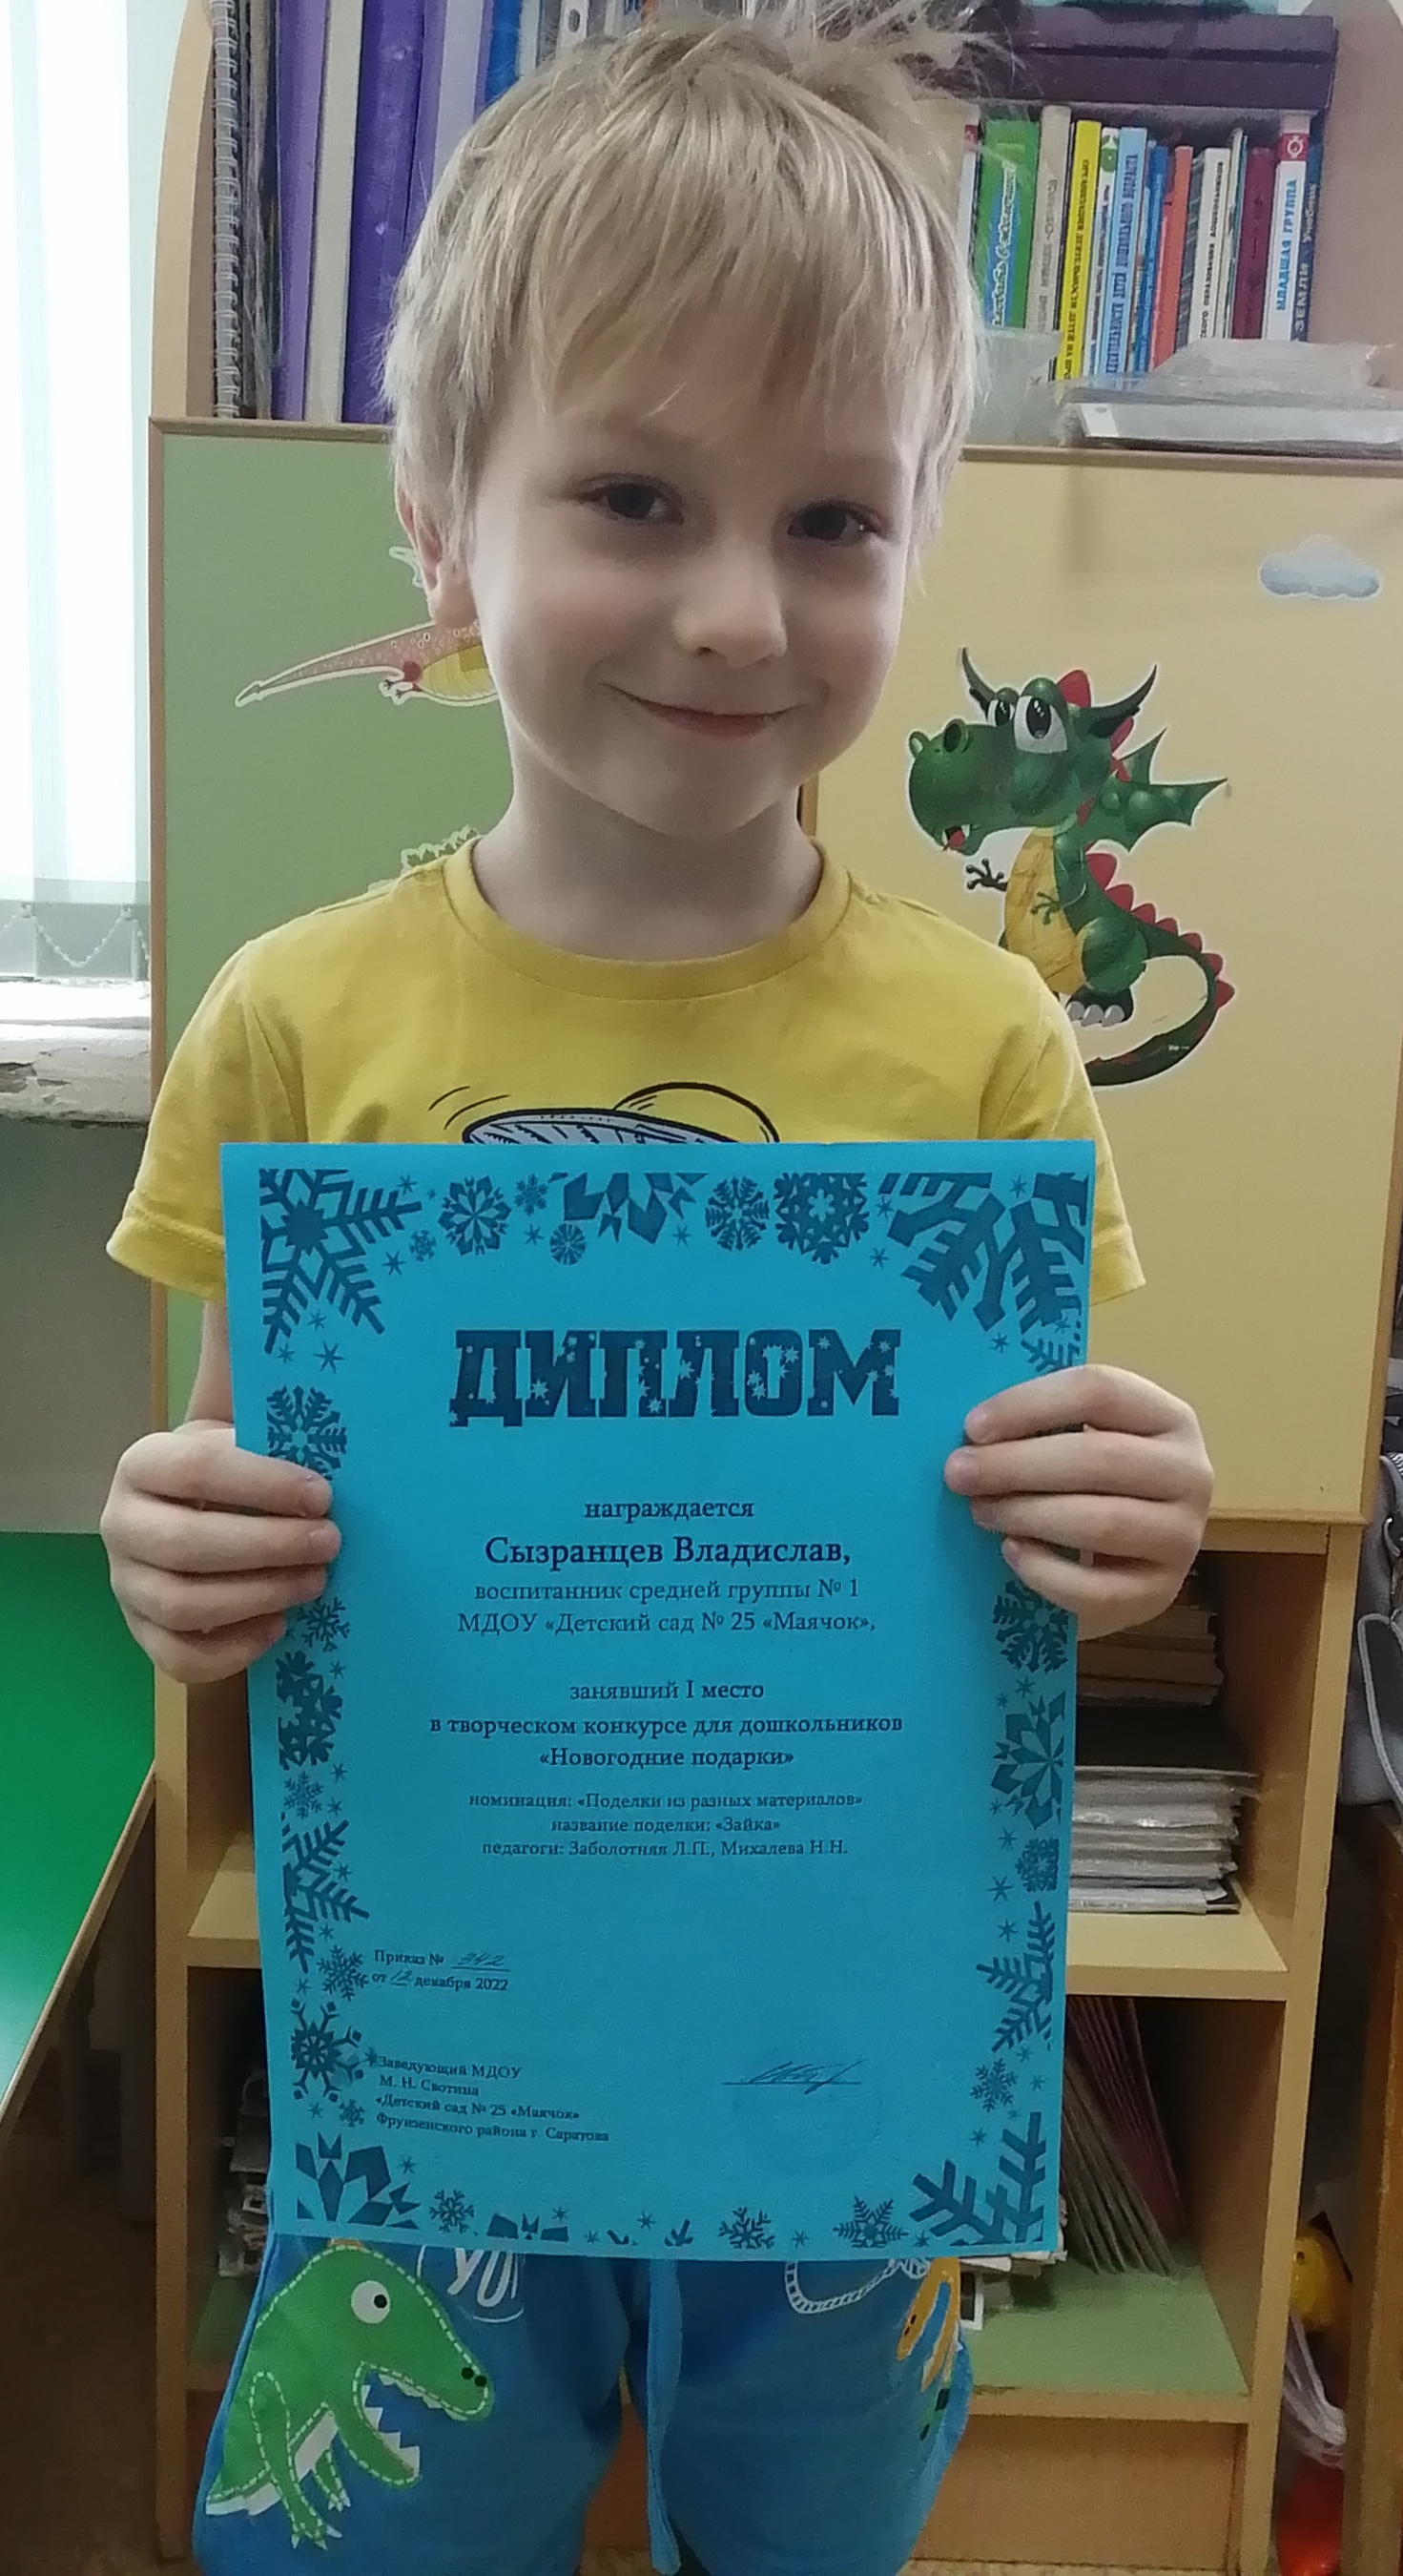 МЛАДШАЯ ГРУППА
ДИПЛОМ
награждается
Сызранцев Владислав,
воспитанник средней группы № 1
МДОУ «Детский сад № 25 «Маячок»,
занявший I место
в творческом конкурсе для дошкольников
«Новогодние подарки»
номинация: «Поделки из разных материалов»
название поделки: «Зайка»
педагоги: Заболотняя Л.П., Михалева Н.Н.
Приказ № 342
от 12 декабря 2022
Заведующий МДОУ
М. Н. Свотина
«Детский сад № 25 «Маячок»
Фрунзенского района г. Саратова